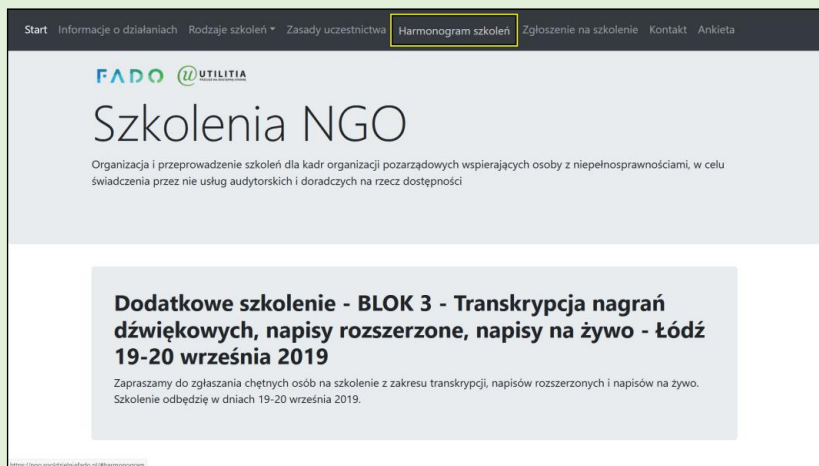 Start Informacje o działaniach Rodzaje szkoleń Zasady uczestnictwa Harmonogram szkoleń Zgłoszenie na szkolenie Kontakt Ankieta
FADO UTILITIA
Szkolenia NGO
Organizacja i przeprowadzenie szkoleń dla kadr organizacji pozarządowych wspierających osoby z niepełnosprawnościami, w celu
świadczenia przez nie usług audytorskich i doradczych na rzecz dostępności
Dodatkowe szkolenie - BLOK 3 - Transkrypcja nagrań
dźwiękowych, napisy rozszerzone, napisy na żywo - Łódź
19-20 września 2019
Zapraszamy do zgłaszania chętnych osób na szkolenie z zakresu transkrypcji, napisów rozszerzonych i napisów na żywo.
Szkolenie odbędzię w dniach 19-20 września 2019.